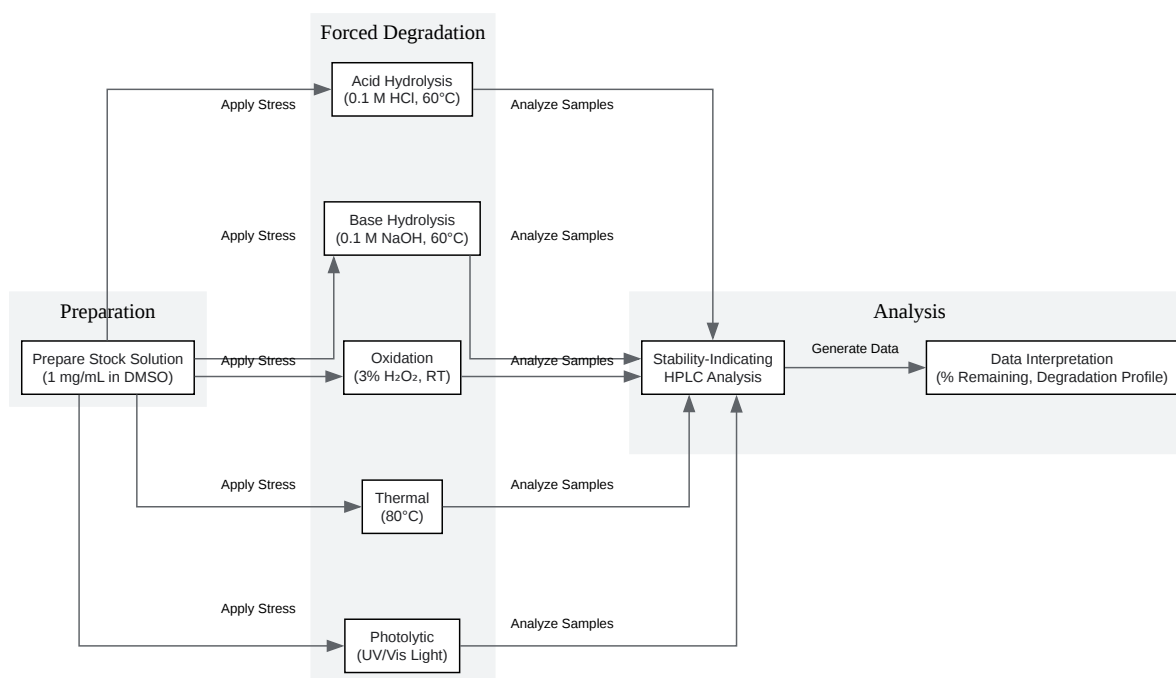 Forced Degradation
Acid Hydrolysis
(0.1 M HCl, 60°C)
Apply Stress
Analyze Samples
Base Hydrolysis
(0.1 M NaOH, 60°C)
Apply Stress
Analyze Samples
Preparation
Prepare Stock Solution
(1 mg/mL in DMSO)
Apply Stress
Oxidation
(3% H₂O₂, RT)
Analyze Samples
Analysis
Stability-Indicating
HPLC Analysis
Generate Data
Data Interpretation
(% Remaining, Degradation Profile)
Apply Stress
Thermal
(80°C)
Analyze Samples
Apply Stress
Photolytic
(UV/Vis Light)
Analyze Samples